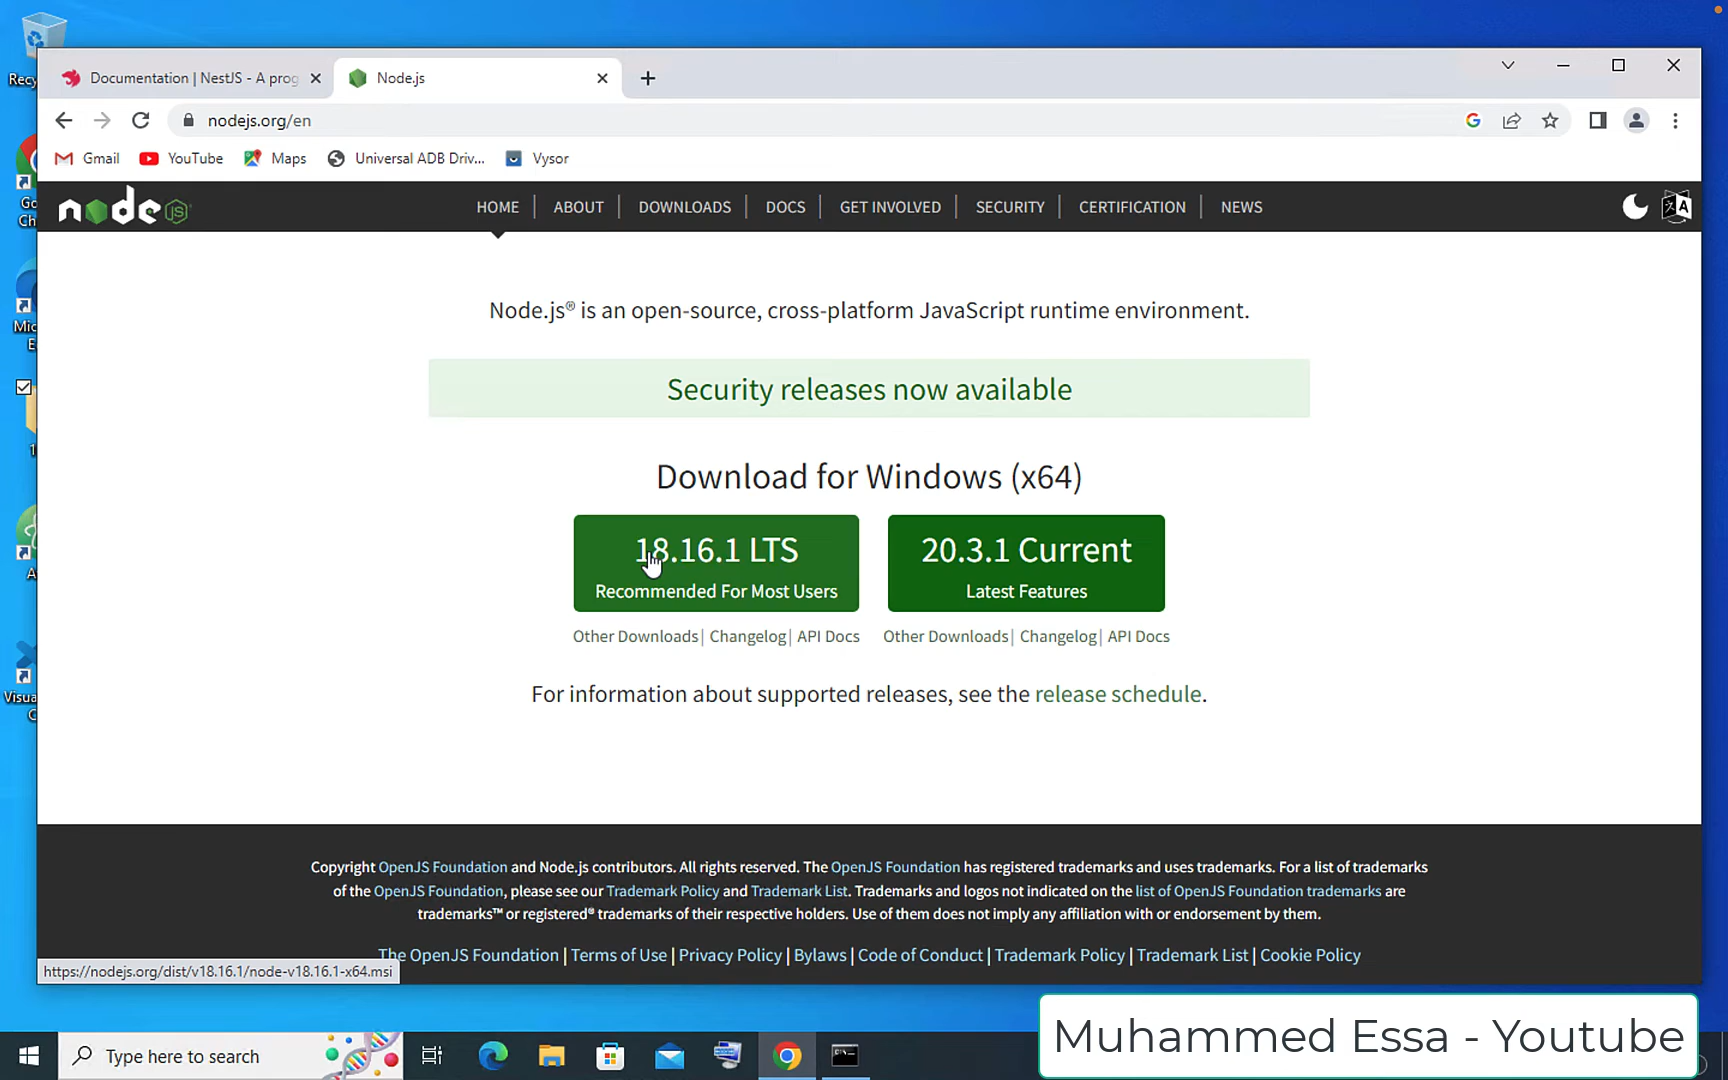 Recy
Documentation | NestJS - A prog
Node.js
nodejs.org/en
Gmail
YouTube
Maps
Universal ADB Driv...
Vysor
Go
Ch
node js
HOME
ABOUT
DOWNLOADS
DOCS
GET INVOLVED
SECURITY
CERTIFICATION
NEWS
Node.js® is an open-source, cross-platform JavaScript runtime environment.
Mic
E
Security releases now available
Download for Windows (x64)
18.16.1 LTS
Recommended For Most Users
20.3.1 Current
Latest Features
Other Downloads | Changelog | API Docs
Other Downloads | Changelog | API Docs
For information about supported releases, see the release schedule.
Visua
C
Copyright OpenJS Foundation and Node.js contributors. All rights reserved. The OpenJS Foundation has registered trademarks and uses trademarks. For a list of trademarks
of the OpenJS Foundation, please see our Trademark Policy and Trademark List. Trademarks and logos not indicated on the list of OpenJS Foundation trademarks are
trademarks™ or registered® trademarks of their respective holders. Use of them does not imply any affiliation with or endorsement by them.
The OpenJS Foundation | Terms of Use | Privacy Policy | Bylaws | Code of Conduct | Trademark Policy | Trademark List | Cookie Policy
https://nodejs.org/dist/v18.16.1/node-v18.16.1-x64.msi
Type here to search
Muhammed Essa - Youtube